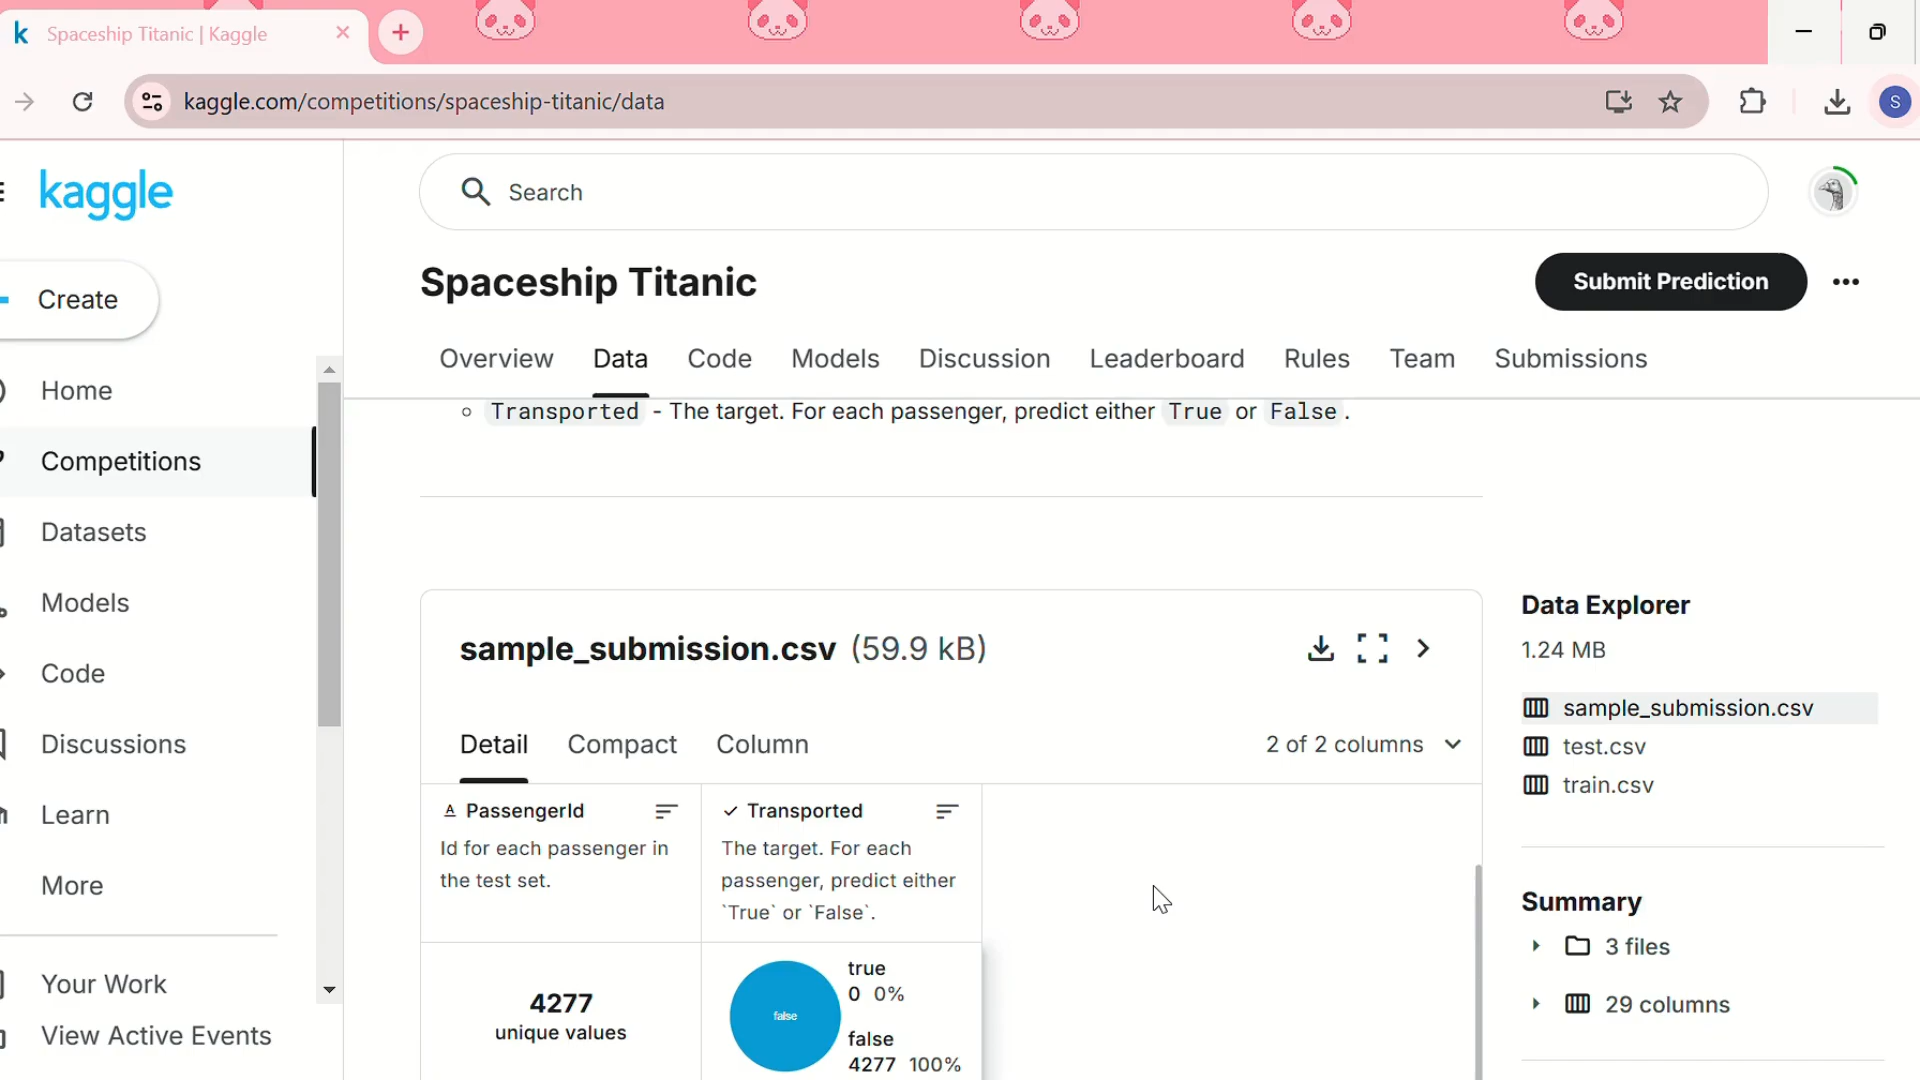 Spaceship Titanic | Kaggle
kaggle.com/competitions/spaceship-titanic/data
S
kaggle
Search
Create
Spaceship Titanic
Submit Prediction
Overview Data Code Models Discussion Leaderboard Rules Team Submissions
Home
Competitions
Datasets
Models
Code
Discussions
Learn
More
Your Work
View Active Events
Transported - The target. For each passenger, predict either True or False.
sample_submission.csv (59.9 kB)
Detail Compact Column
2 of 2 columns
A PassengerId
Id for each passenger in
the test set.
4277
unique values
Transported
The target. For each
passenger, predict either
`True` or `False`.
false
true
0 0%
false
4277 100%
Data Explorer
1.24 MB
sample_submission.csv
test.csv
train.csv
Summary
3 files
29 columns